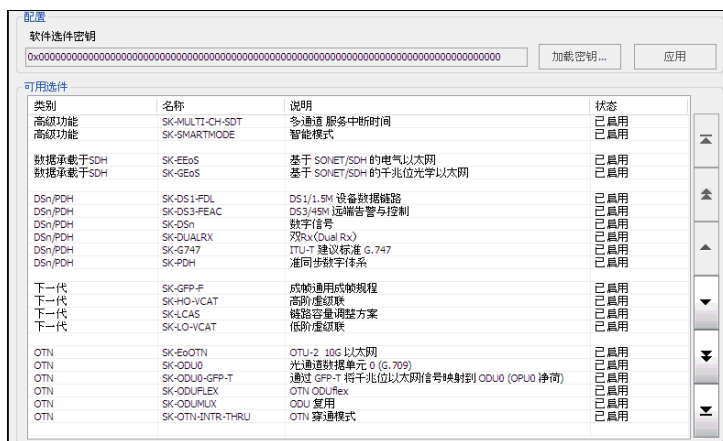 配置
软件选件密钥
加载密钥...
应用
可用选件
类别 名称 说明 状态
高级功能 SK-MULTI-CH-SDT 多通道 服务中断时间 已启用
高级功能 SK-SMARTMODE 智能模式 已启用
数据承载于SDH SK-EEoS 基于 SONET/SDH 的电气以太网 已启用
数据承载于SDH SK-GEoS 基于 SONET/SDH 的千兆位光学以太网 已启用
DSn/PDH SK-DS1-FDL DS1/1.5M 设备数据链路 已启用
DSn/PDH SK-DS3-FEAC DS3/45M 远端告警与控制 已启用
DSn/PDH SK-DSn 数字信号 已启用
DSn/PDH SK-DUALRX 双Rx(Dual Rx) 已启用
DSn/PDH SK-G747 ITU-T 建议标准 G.747 已启用
DSn/PDH SK-PDH 准同步数字体系 已启用
下一代 SK-GFP-F 成帧通用成帧规程 已启用
下一代 SK-HO-VCAT 高阶虚级联 已启用
下一代 SK-LCAS 链路容量调整方案 已启用
下一代 SK-LO-VCAT 低阶虚级联 已启用
OTN SK-EoOTN OTU-2 10G 以太网 已启用
OTN SK-ODU0 光通道数据单元 0 (G.709) 已启用
OTN SK-ODU0-GFP-T 通过 GFP-T 将千兆位以太网信号映射到 ODU0 (OPU0 净荷) 已启用
OTN SK-ODUFLEX OTN ODUflex 已启用
OTN SK-ODUMUX ODU 复用 已启用
OTN SK-OTN-INTR-THRU OTN 穿通模式 已启用